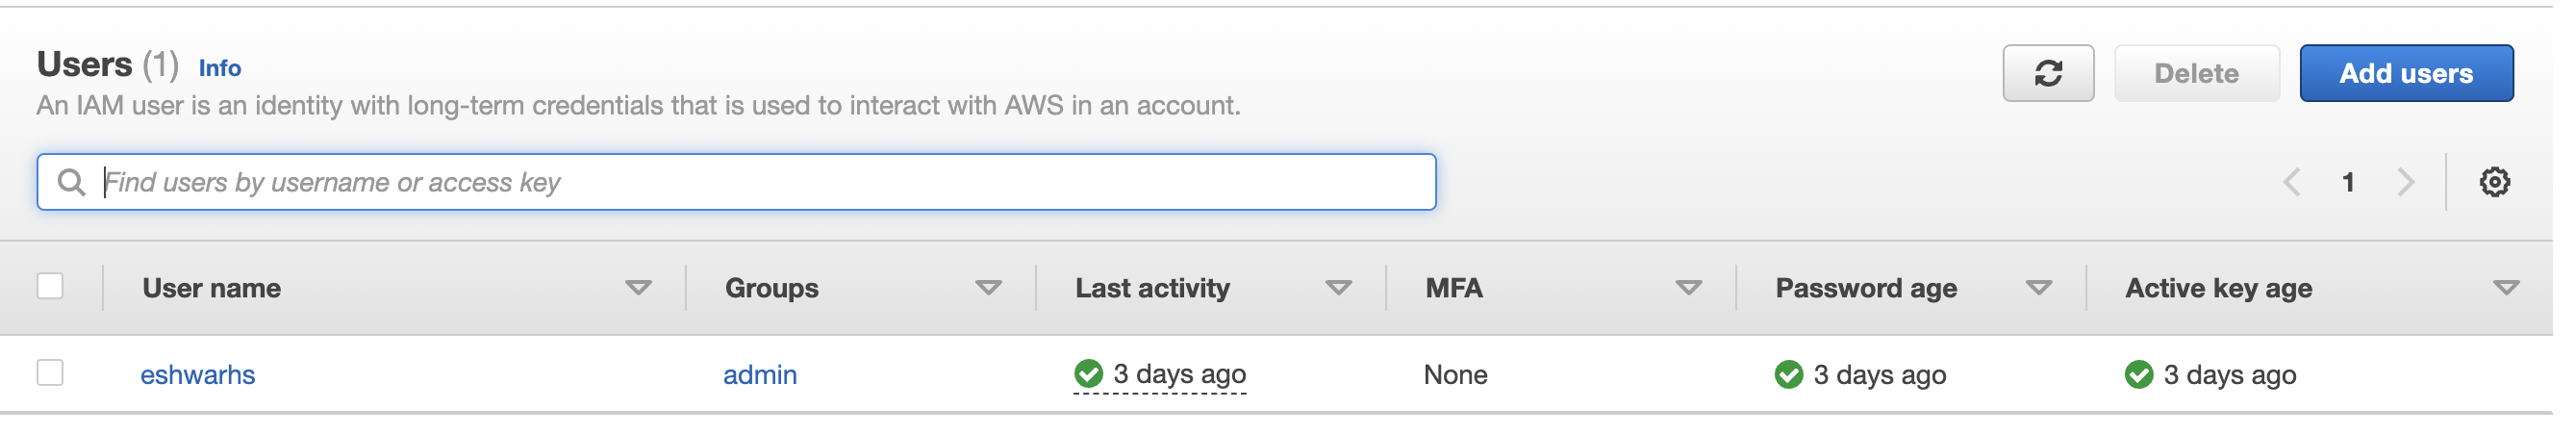 Users (1) Info
An IAM user is an identity with long-term credentials that is used to interact with AWS in an account.
Delete
Add users
Find users by username or access key
1
User name Groups Last activity MFA Password age Active key age
eshwarhs admin 3 days ago None 3 days ago 3 days ago